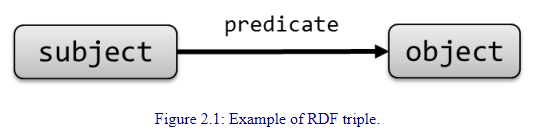 predicate
subject
object
Figure 2.1: Example of RDF triple.